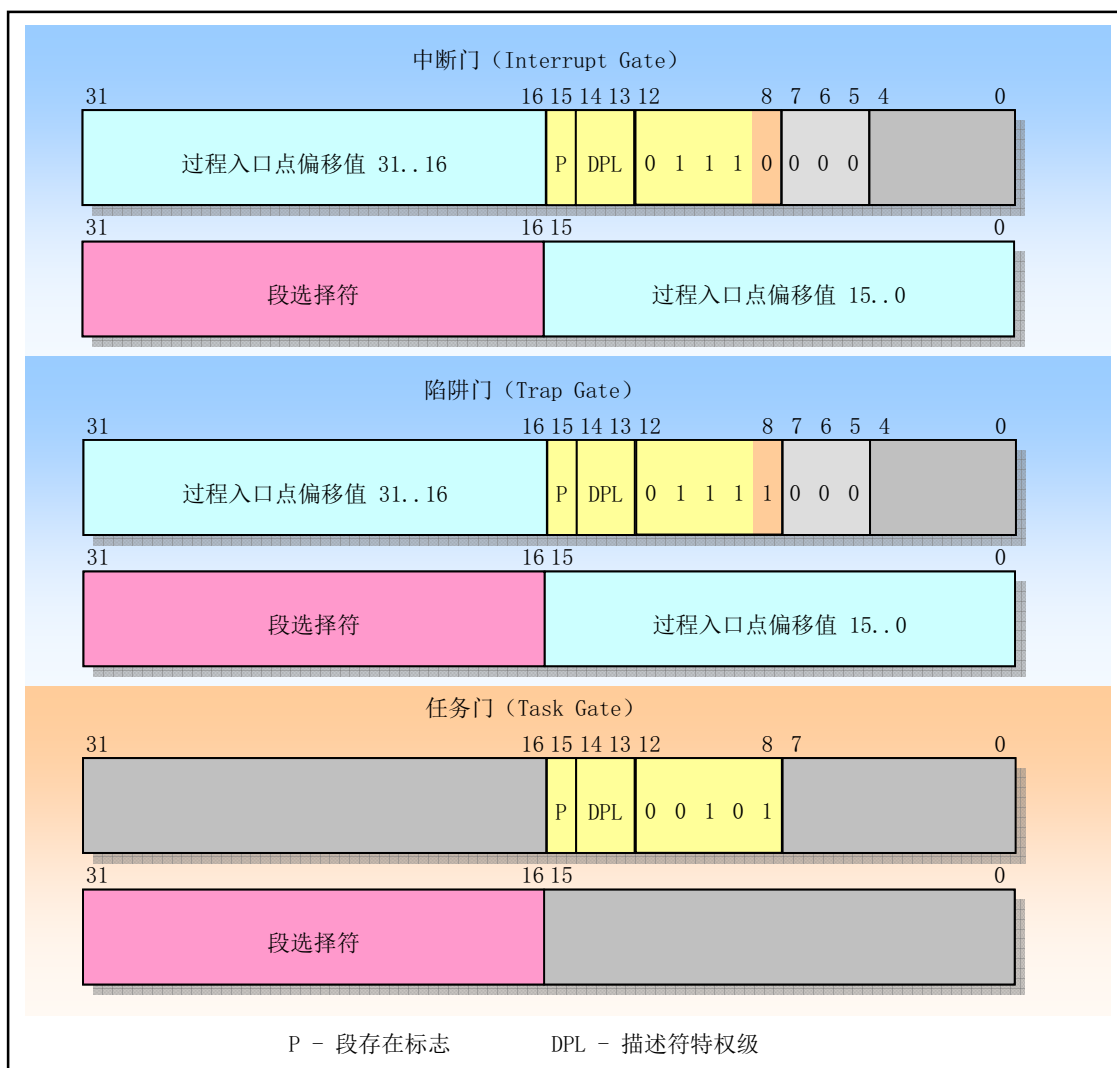 中断门（Interrupt Gate）
31 16 15 14 13 12 8 7 6 5 4 0
过程入口点偏移值 31..16 P DPL 0 1 1 1 0 0 0 0
31 16 15 0
段选择符 过程入口点偏移值 15..0
陷阱门（Trap Gate）
31 16 15 14 13 12 8 7 6 5 4 0
过程入口点偏移值 31..16 P DPL 0 1 1 1 1 0 0 0
31 16 15 0
段选择符 过程入口点偏移值 15..0
任务门（Task Gate）
31 16 15 14 13 12 8 7 0
P DPL 0 0 1 0 1
31 16 15 0
段选择符
P - 段存在标志 DPL - 描述符特权级